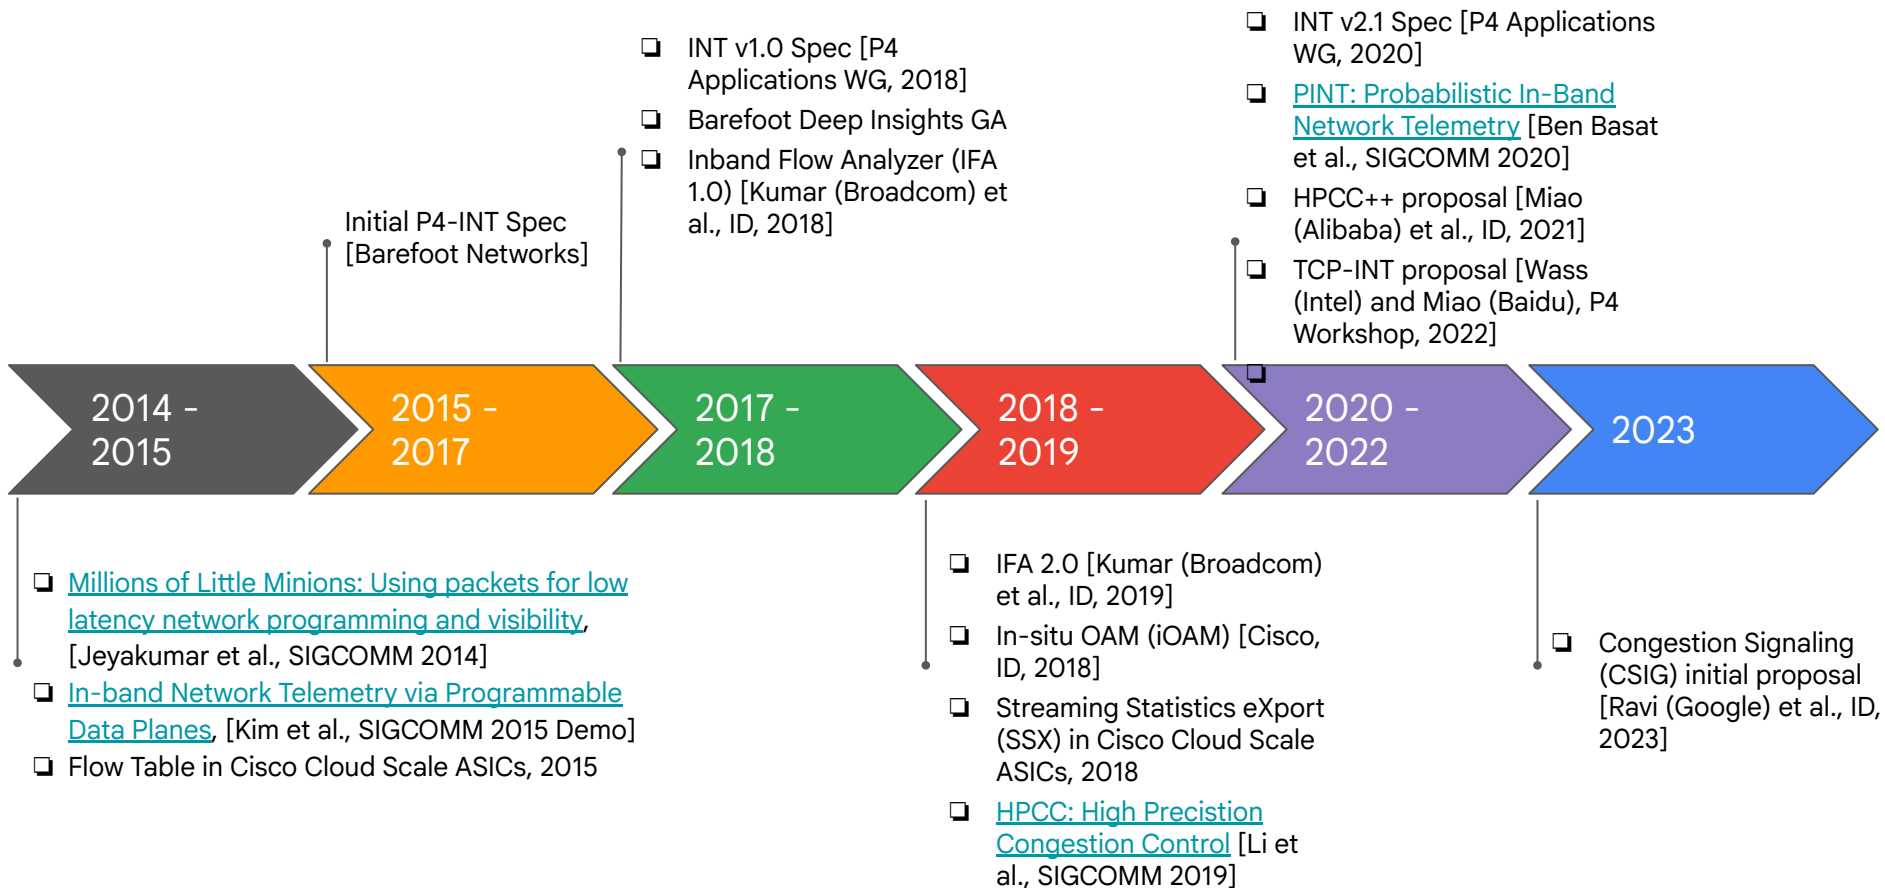 ❏ INT v1.0 Spec [P4
Applications WG, 2018]
❏ Barefoot Deep Insights GA
❏ Inband Flow Analyzer (IFA
1.0) [Kumar (Broadcom) et
al., ID, 2018]
❏ INT v2.1 Spec [P4 Applications
WG, 2020]
❏ PINT: Probabilistic In-Band
Network Telemetry [Ben Basat
et al., SIGCOMM 2020]
❏ HPCC++ proposal [Miao
(Alibaba) et al., ID, 2021]
❏ TCP-INT proposal [Wass
(Intel) and Miao (Baidu), P4
Workshop, 2022]
❏
Initial P4-INT Spec
[Barefoot Networks]
2014 -
2015
2015 -
2017
2017 -
2018
2018 -
2019
2020 -
2022
2023
❏ Millions of Little Minions: Using packets for low
latency network programming and visibility,
[Jeyakumar et al., SIGCOMM 2014]
❏ In-band Network Telemetry via Programmable
Data Planes, [Kim et al., SIGCOMM 2015 Demo]
❏ Flow Table in Cisco Cloud Scale ASICs, 2015
❏ IFA 2.0 [Kumar (Broadcom)
et al., ID, 2019]
❏ In-situ OAM (iOAM) [Cisco,
ID, 2018]
❏ Streaming Statistics eXport
(SSX) in Cisco Cloud Scale
ASICs, 2018
❏ HPCC: High Precistion
Congestion Control [Li et
al., SIGCOMM 2019]
❏ Congestion Signaling
(CSIG) initial proposal
[Ravi (Google) et al., ID,
2023]